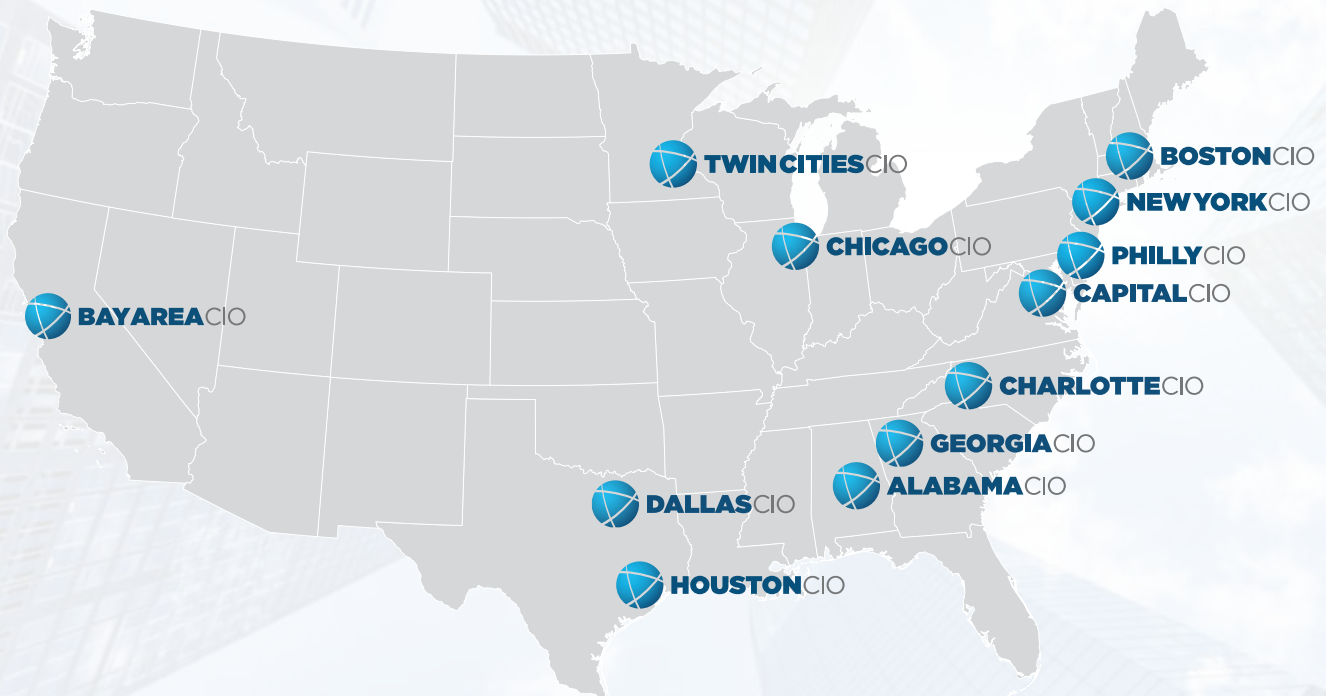 BOSTONCIO
TWINCITIESCIO
NEWYORKCIO
CHICAGOCIO
PHILLYCIO
CAPITALCIO
BAYAREACIO
CHARLOTTECIO
GEORGIACIO
ALABAMACIO
DALLASCIO
HOUSTONCIO